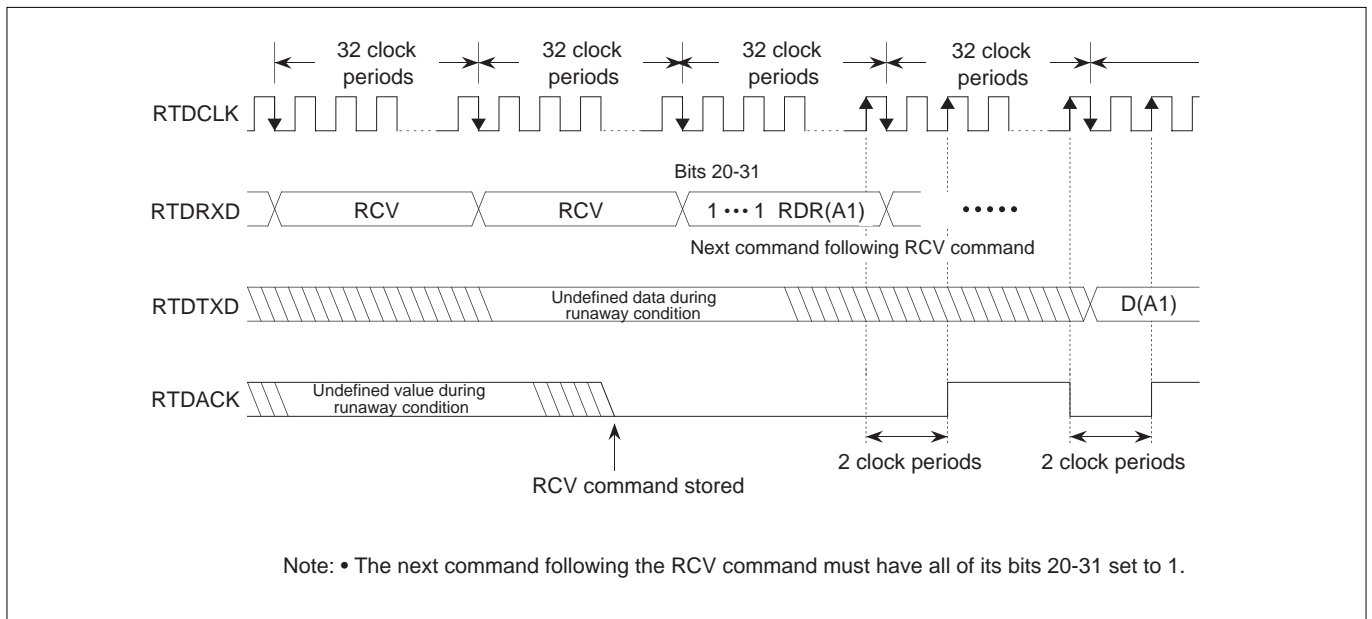 32 clock
periods
32 clock
periods
32 clock
periods
32 clock
periods
RTDCLK
Bits 20-31
RTDRXD
RCV
RCV
1 ••• 1 RDR(A1)
•••••
Next command following RCV command
RTDTXD
Undefined data during
runaway condition
D(A1)
RTDACK
Undefined value during
runaway condition
2 clock periods
2 clock periods
RCV command stored
Note: • The next command following the RCV command must have all of its bits 20-31 set to 1.